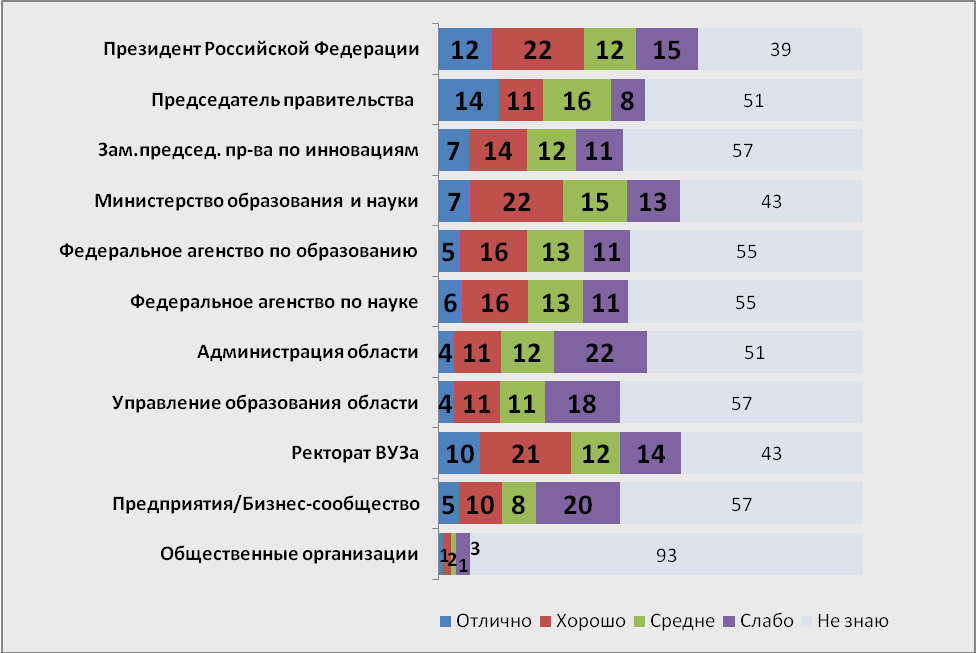 Президент Российской Федерации 12 22 12 15 39
Председатель правительства 14 11 16 8 51
Зам.председ. пр-ва по инновациям 7 14 12 11 57
Министерство образования и науки 7 22 15 13 43
Федеральное агенство по образованию 5 16 13 11 55
Федеральное агенство по науке 6 16 13 11 55
Администрация области 4 11 12 22 51
Управление образования области 4 11 11 18 57
Ректорат ВУЗа 10 21 12 14 43
Предприятия/Бизнес-сообщество 5 10 8 20 57
Общественные организации 1 2 1 3 93
Отлично Хорошо Средне Слабо Не знаю